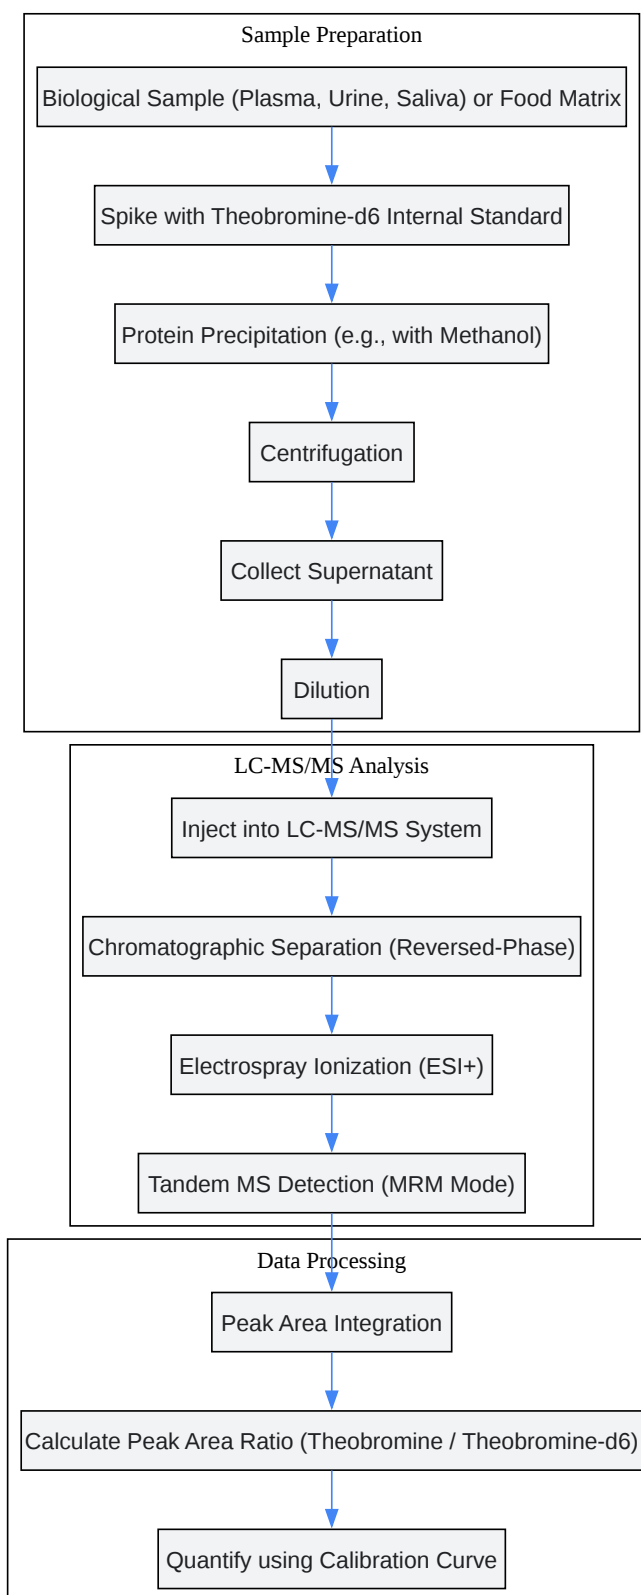 Sample Preparation
Biological Sample (Plasma, Urine, Saliva) or Food Matrix
Spike with Theobromine-d6 Internal Standard
Protein Precipitation (e.g., with Methanol)
Centrifugation
Collect Supernatant
Dilution
LC-MS/MS Analysis
Inject into LC-MS/MS System
Chromatographic Separation (Reversed-Phase)
Electrospray Ionization (ESI+)
Tandem MS Detection (MRM Mode)
Data Processing
Peak Area Integration
Calculate Peak Area Ratio (Theobromine / Theobromine-d6)
Quantify using Calibration Curve